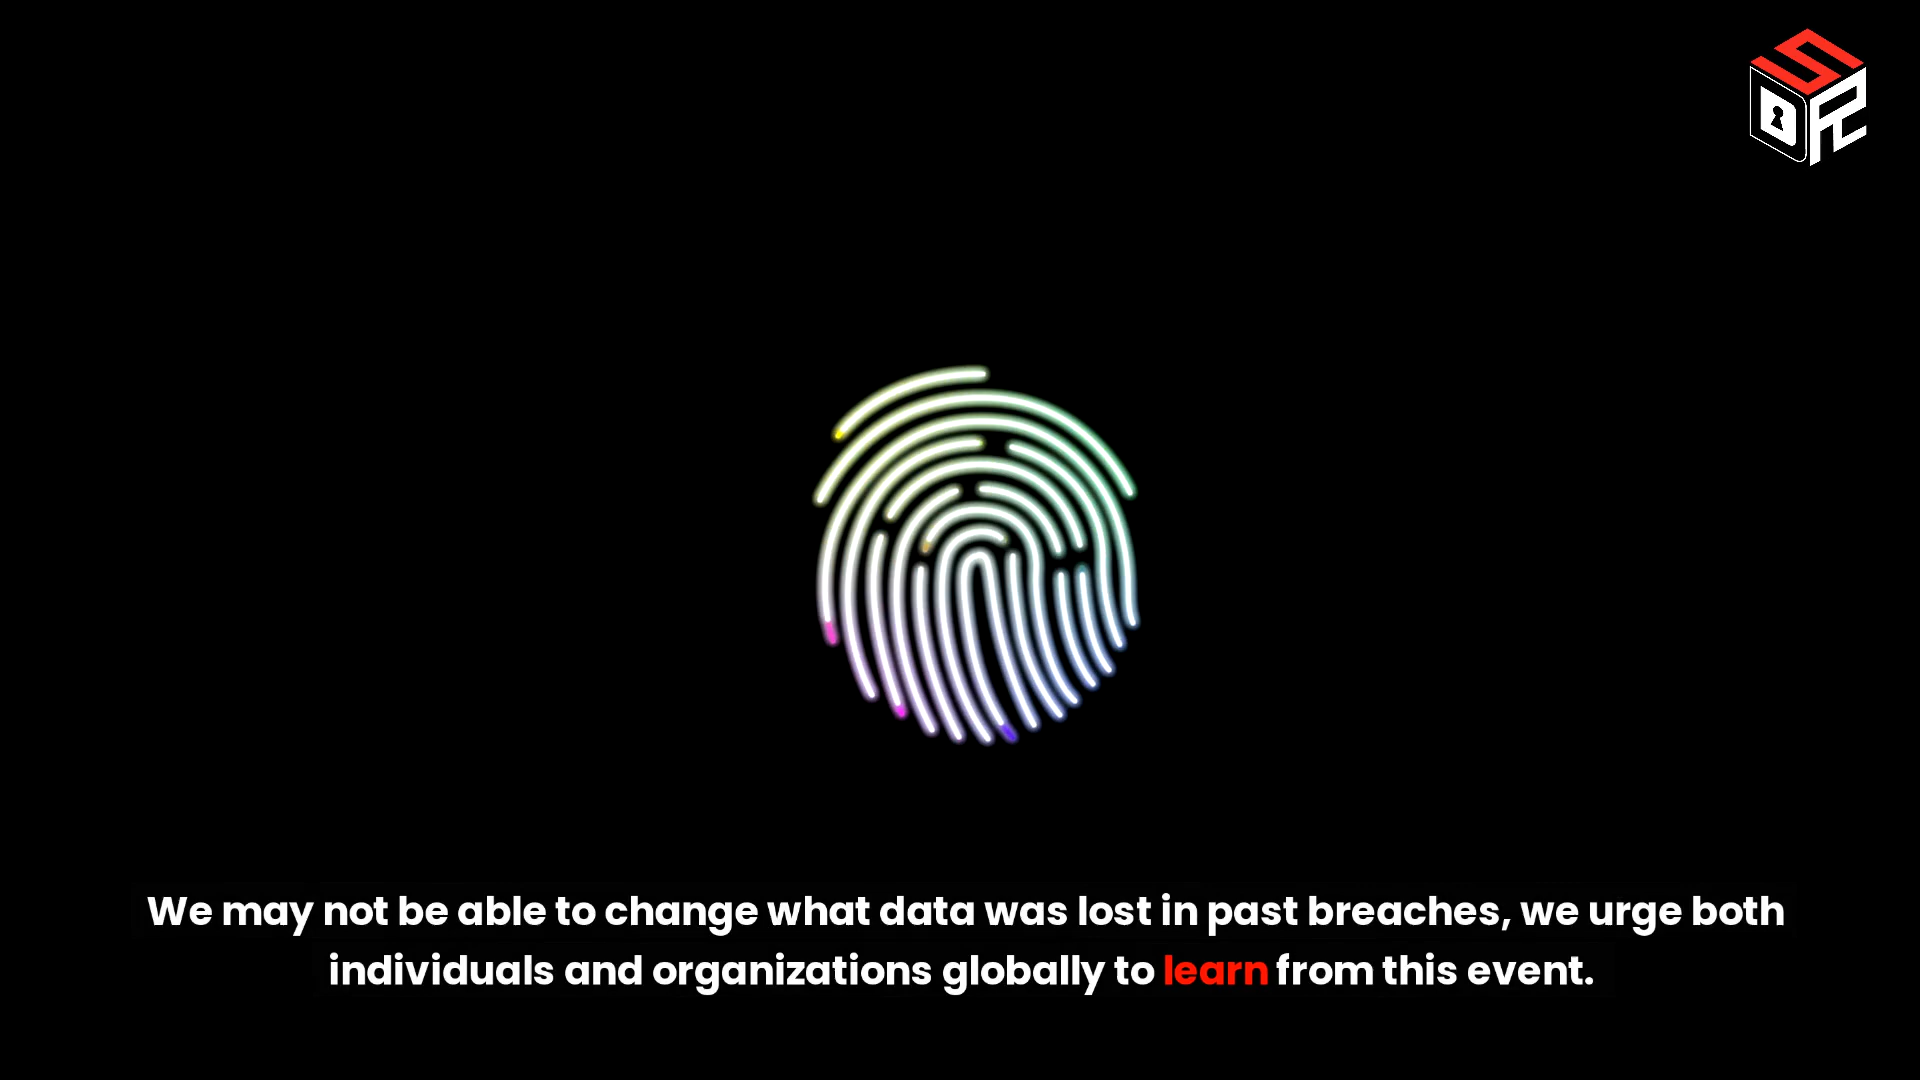 We may not be able to change what data was lost in past breaches, we urge both
individuals and organizations globally to learn from this event.